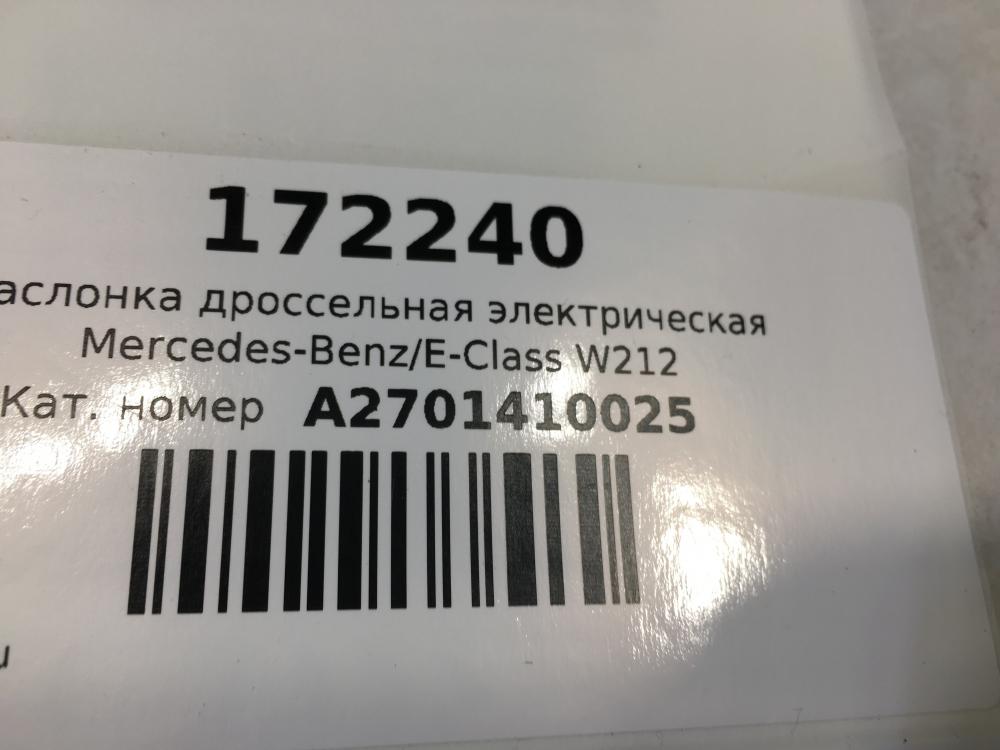 172240
аслонка дроссельная электрическая
Mercedes-Benz/E-Class W212
Кат. номер A2701410025
u